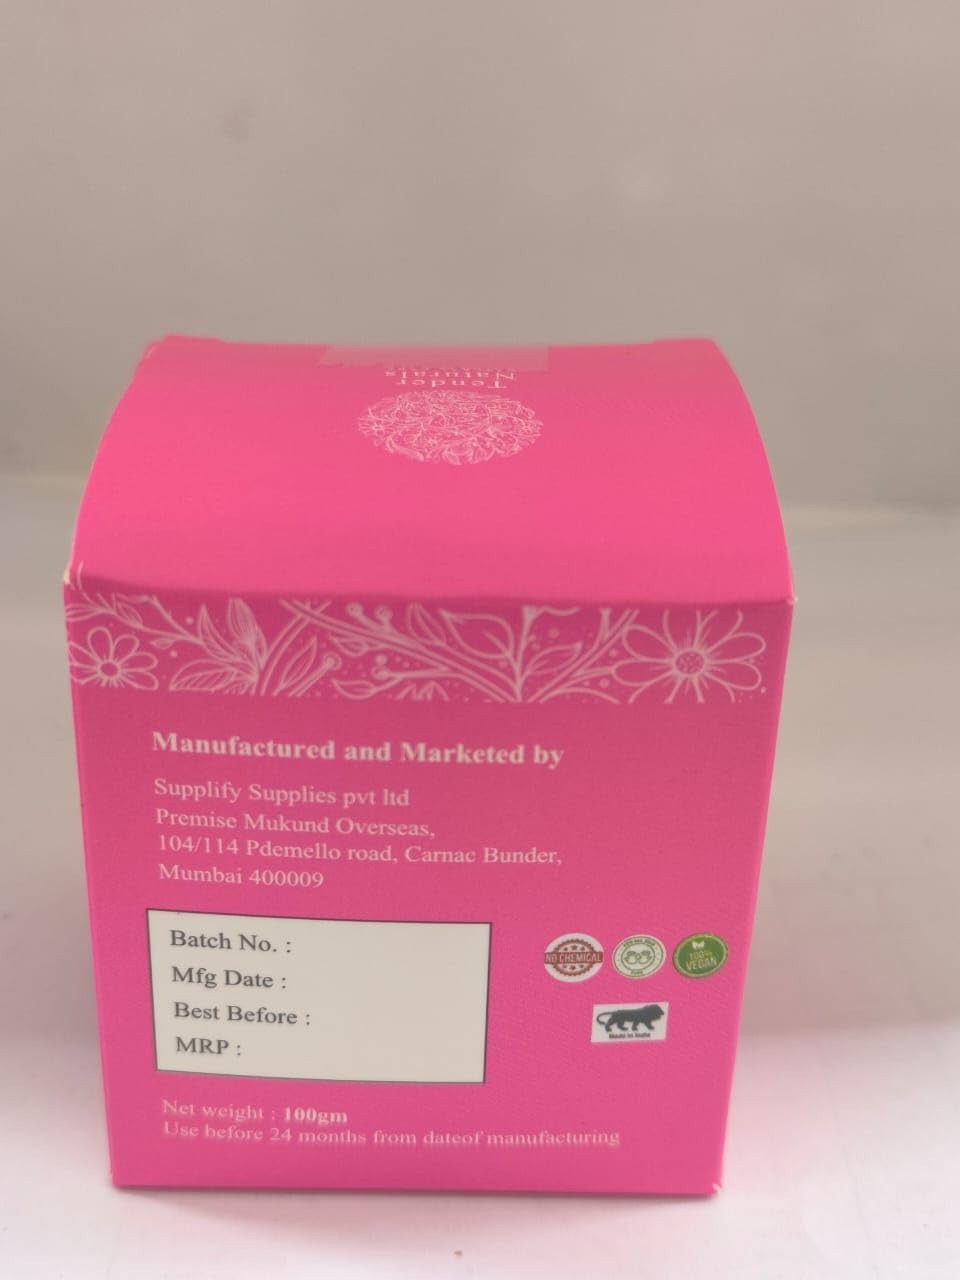 Tender
Naturals
Manufactured and Marketed by
Supplify Supplies pvt ltd
Premise Mukund Overseas,
104/114 Pdemello road, Carnac Bunder,
Mumbai 400009
Batch No. :
Mfg Date :
Best Before :
MRP :
NO CHEMICAL
100%
VEGAN
Made in India
Net weight : 100gm
Use before 24 months from dateof manufacturing